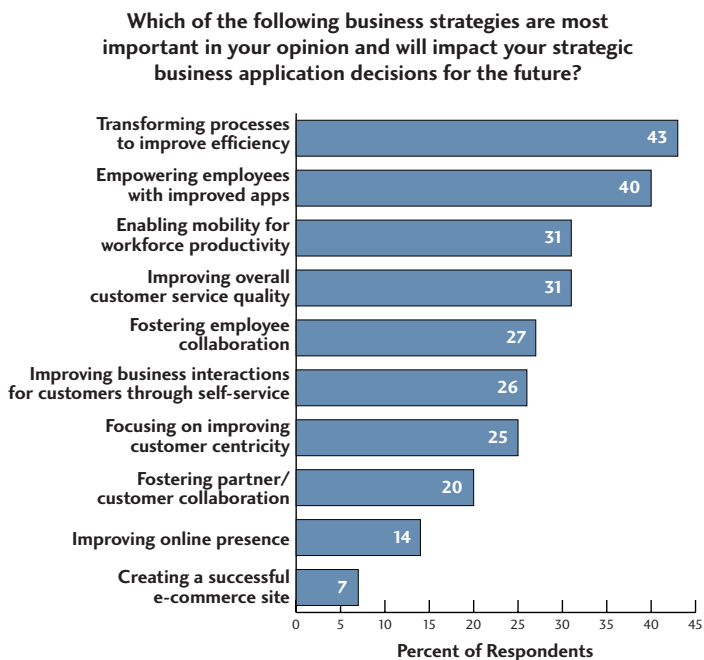 Which of the following business strategies are most
important in your opinion and will impact your strategic
business application decisions for the future?
Transforming processes
to improve efficiency
43
Empowering employees
with improved apps
40
Enabling mobility for
workforce productivity
31
Improving overall
customer service quality
31
Fostering employee
collaboration
27
Improving business interactions
for customers through self-service
26
Focusing on improving
customer centricity
25
Fostering partner/
customer collaboration
20
Improving online presence
14
Creating a successful
e-commerce site
7
0 5 10 15 20 25 30 35 40 45
Percent of Respondents